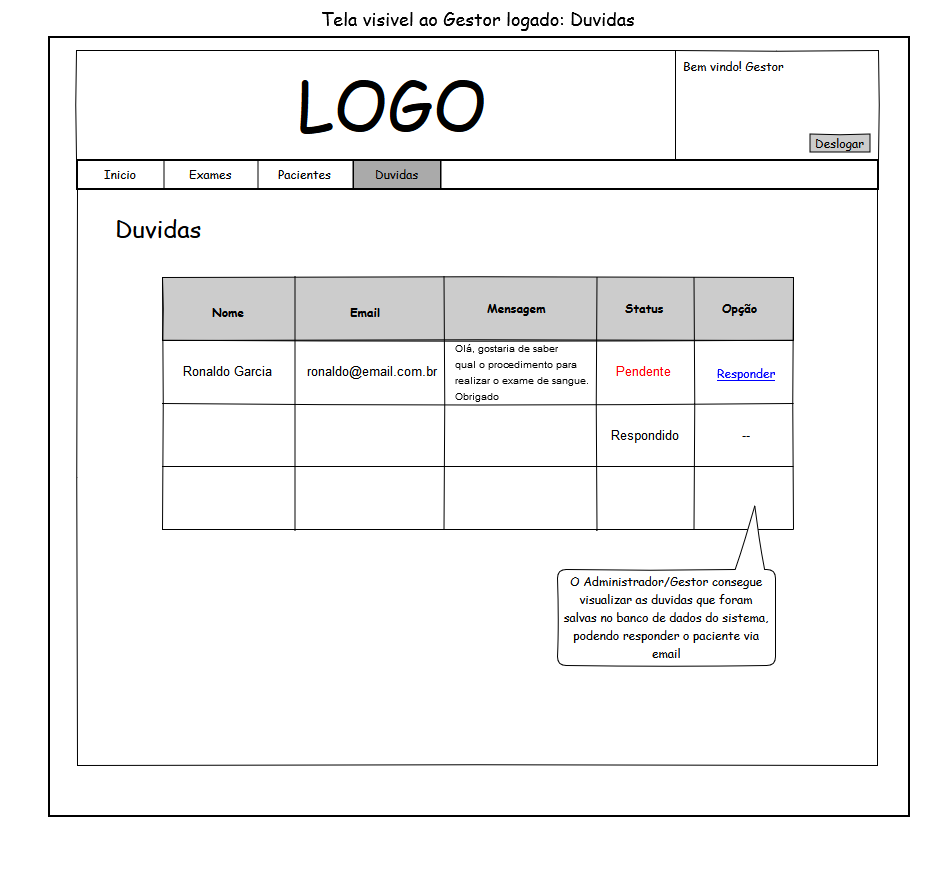 Tela visivel ao Gestor logado: Duvidas
LOGO
Bem vindo! Gestor
Deslogar
Inicio
Exames
Pacientes
Duvidas
Duvidas
Nome
Email
Mensagem
Status
Opção
Ronaldo Garcia
ronaldo@email.com.br
Olá, gostaria de saber
qual o procedimento para
realizar o exame de sangue.
Obrigado
Pendente
Responder
Respondido
--
O Administrador/Gestor consegue
visualizar as duvidas que foram
salvas no banco de dados do sistema,
podendo responder o paciente via
email